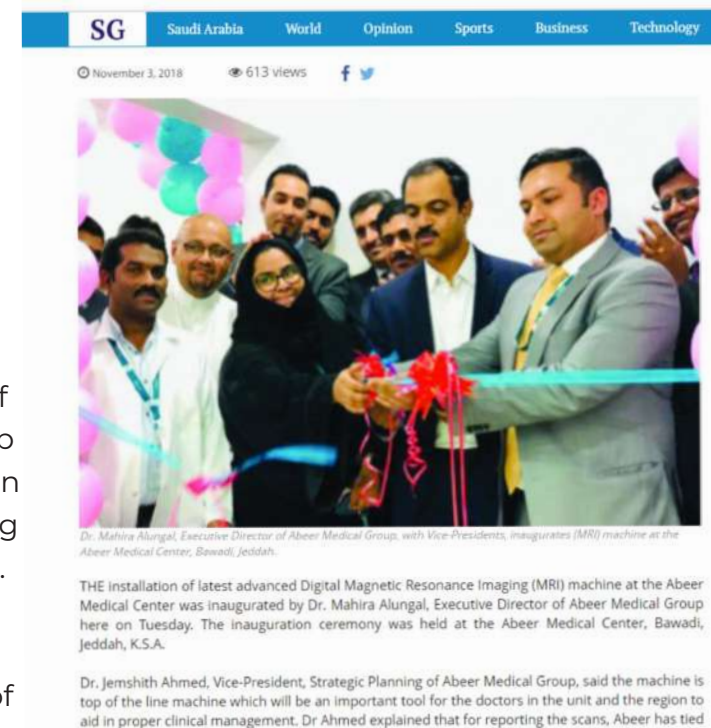 SG Saudi Arabia World Opinion Sports Business Technology
November 3, 2018 613 views
Dr. Mahira Alungal, Executive Director of Abeer Medical Group, with Vice-Presidents, inaugurates (MRI) machine at the
Abeer Medical Center, Bawadi, Jeddah.
THE installation of latest advanced Digital Magnetic Resonance Imaging (MRI) machine at the Abeer
Medical Center was inaugurated by Dr. Mahira Alungal, Executive Director of Abeer Medical Group
here on Tuesday. The inauguration ceremony was held at the Abeer Medical Center, Bawadi,
Jeddah, K.S.A.
Dr. Jemshith Ahmed, Vice-President, Strategic Planning of Abeer Medical Group, said the machine is
top of the line machine which will be an important tool for the doctors in the unit and the region to
aid in proper clinical management. Dr Ahmed explained that for reporting the scans, Abeer has tied